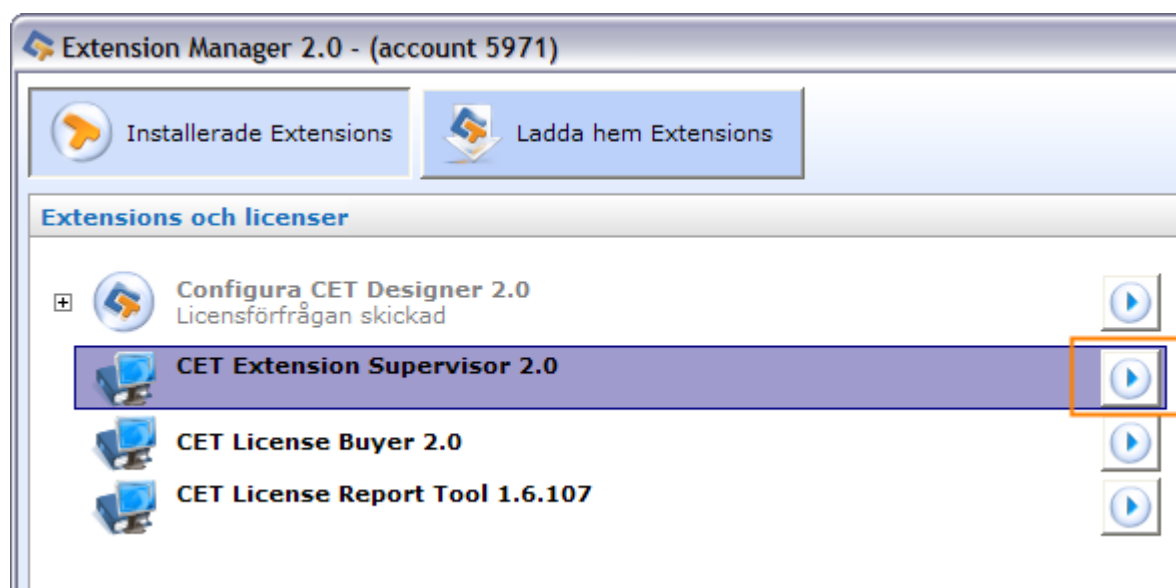 Extension Manager 2.0 - (account 5971)
Installerade Extensions
Ladda hem Extensions
Extensions och licenser
Configura CET Designer 2.0
Licensförfrågan skickad
CET Extension Supervisor 2.0
CET License Buyer 2.0
CET License Report Tool 1.6.107